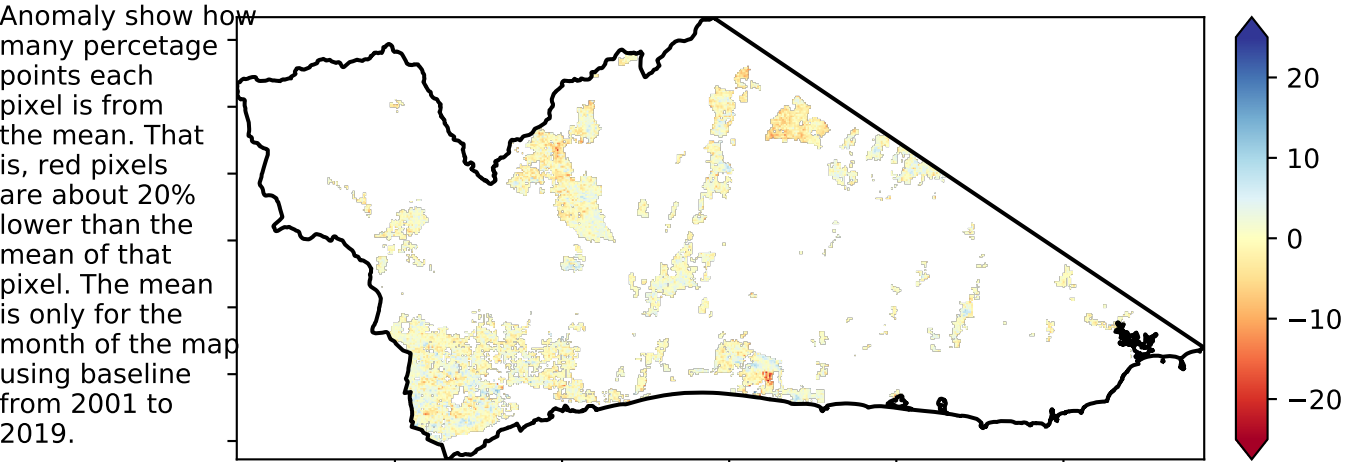 Anomaly show how
many percetage
points each
pixel is from
the mean. That
is, red pixels
are about 20%
lower than the
mean of that
pixel. The mean
is only for the
month of the map
using baseline
from 2001 to
2019.
20
10
0
−10
−20